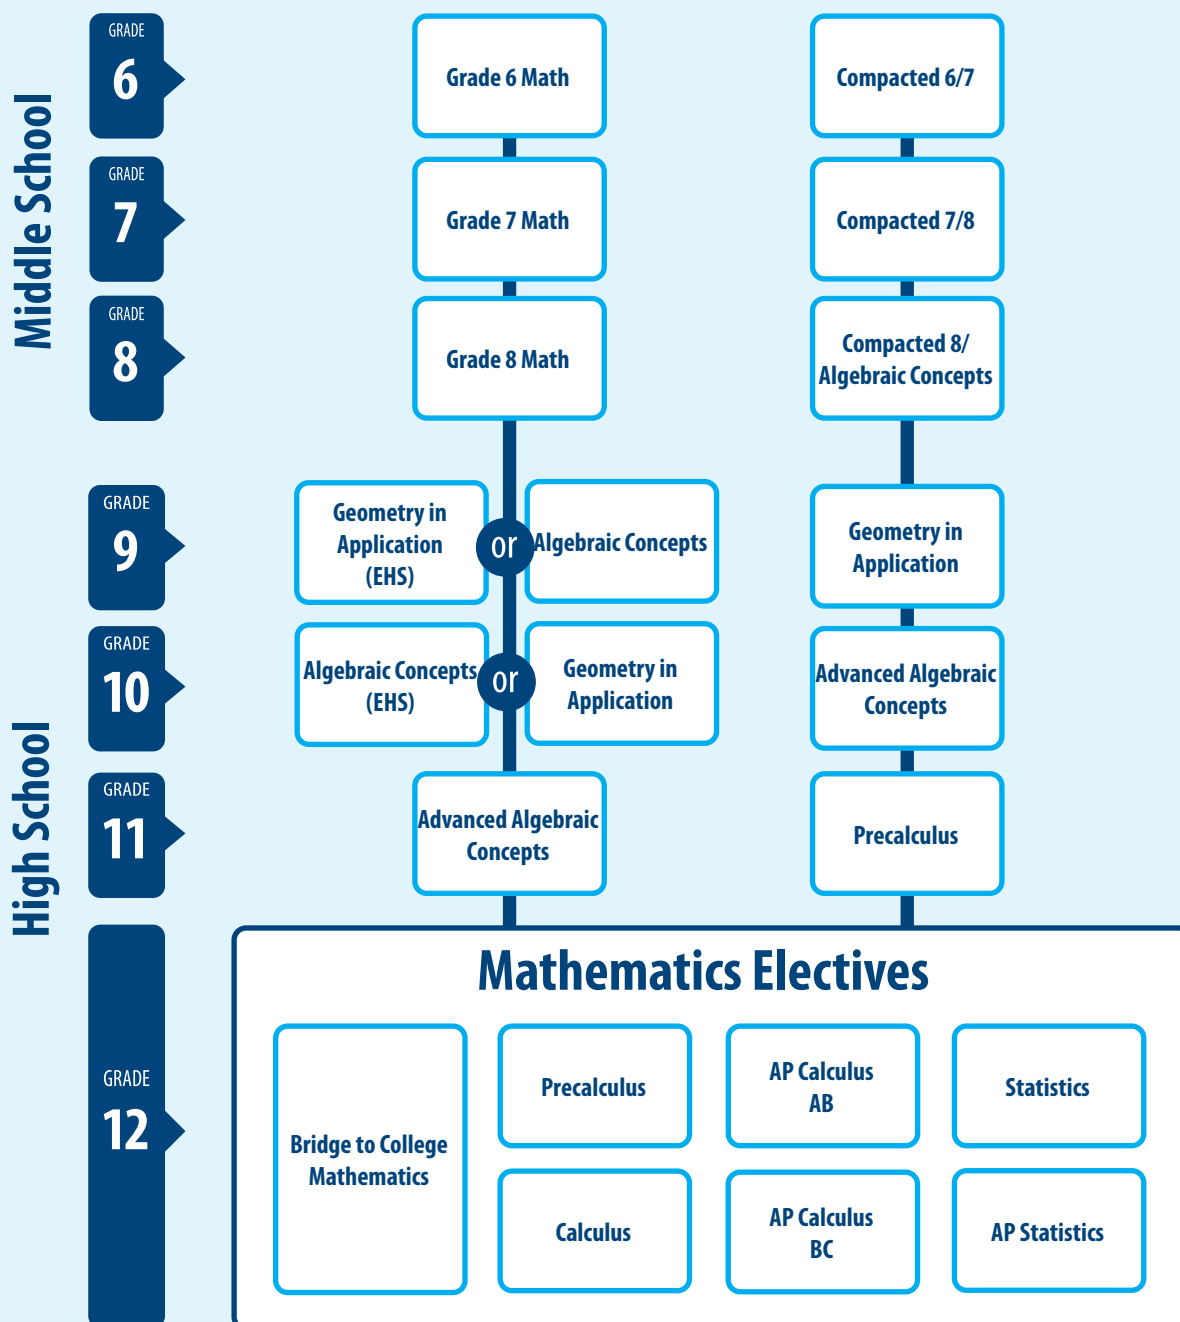 Middle School
GRADE
6
Grade 6 Math
Compacted 6/7
GRADE
7
Grade 7 Math
Compacted 7/8
GRADE
8
Grade 8 Math
Compacted 8/
Algebraic Concepts
High School
GRADE
9
Geometry in
Application
(EHS)
or
Algebraic Concepts
Geometry in
Application
GRADE
10
Algebraic Concepts
(EHS)
or
Geometry in
Application
Advanced Algebraic
Concepts
GRADE
11
Advanced Algebraic
Concepts
Precalculus
GRADE
12
Mathematics Electives
Bridge to College
Mathematics
Precalculus
AP Calculus
AB
Statistics
Calculus
AP Calculus
BC
AP Statistics